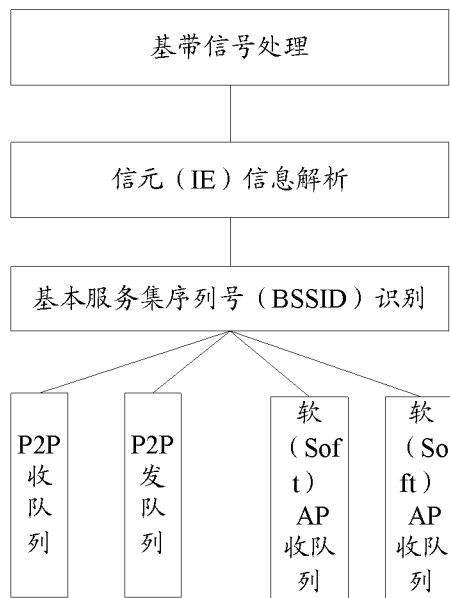 基带信号处理
信元（IE）信息解析
基本服务集序列号（BSSID）识别
P2P
收
队
列
P2P
发
队
列
软
（Sof
t）
AP
收队
列
软
（So
ft）
AP
收队
列